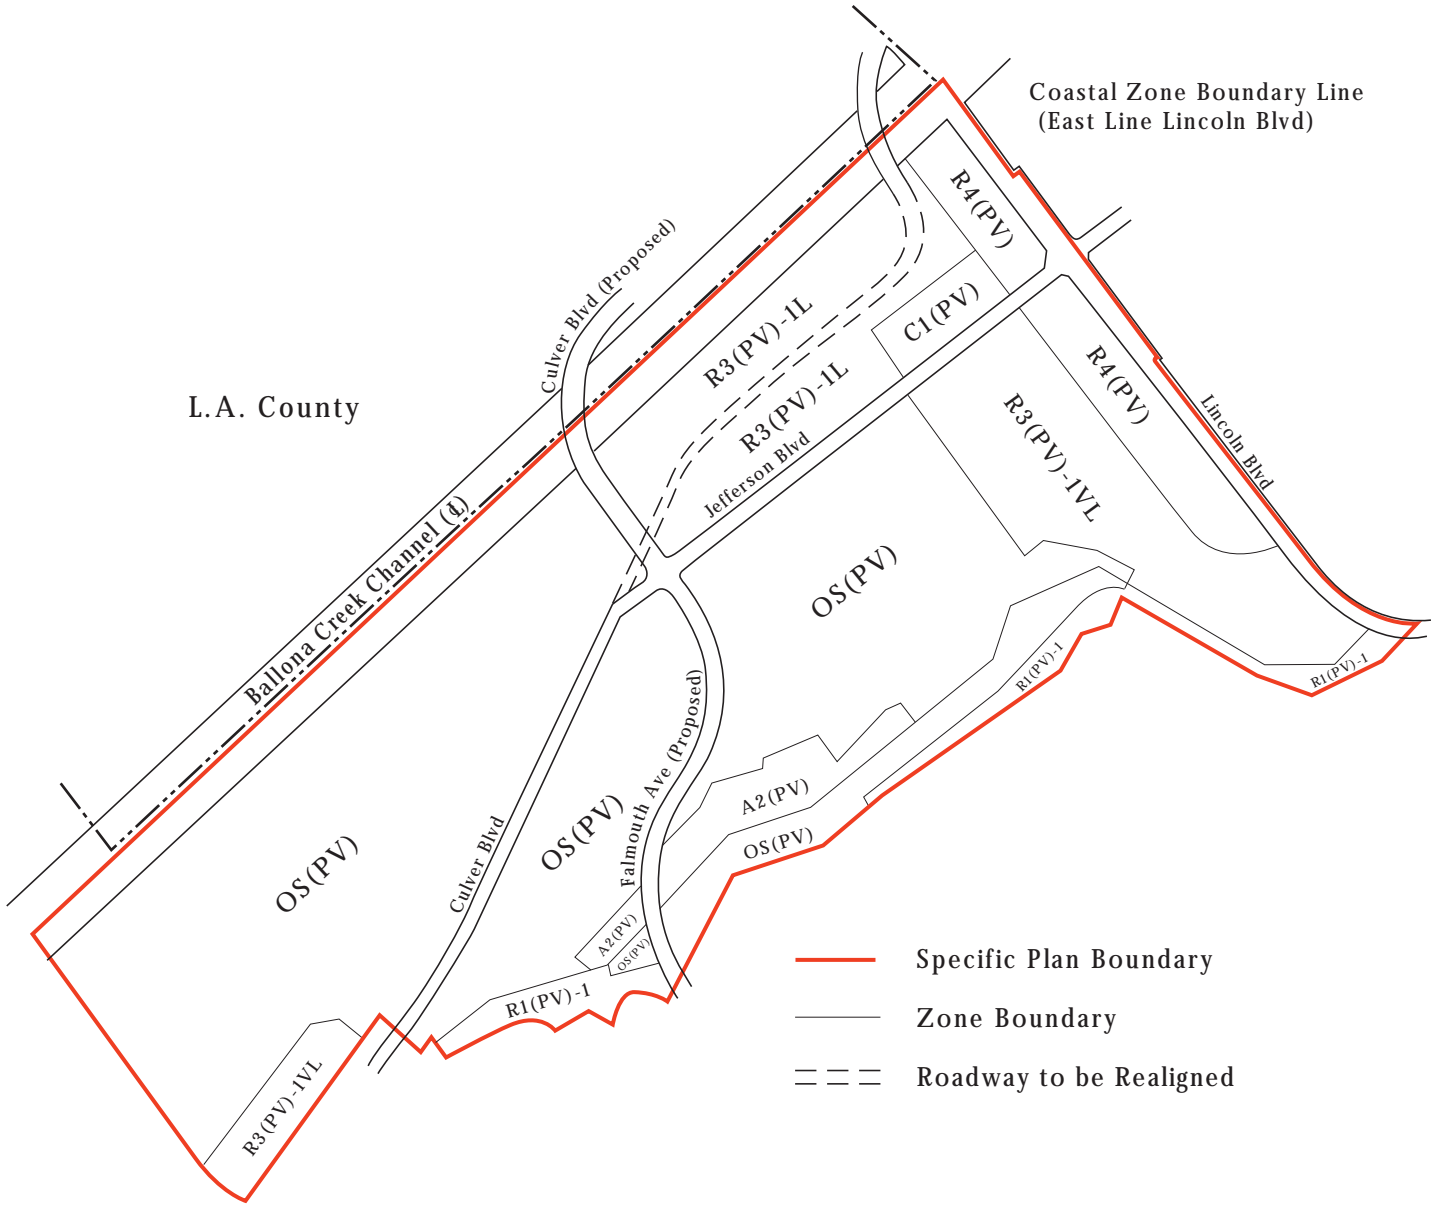 Coastal Zone Boundary Line
(East Line Lincoln Blvd)
R4(PV)
Culver Blvd (Proposed)
C1(PV)
R3(PV)-1L
R3(PV)-1L
R4(PV)
L.A. County
Lincoln Blvd
R3(PV)-1VL
Jefferson Blvd
Ballona Creek Channel (℄)
OS(PV)
R1(PV)-1
R1(PV)-1
Falmouth Ave (Proposed)
A2(PV)
OS(PV)
OS(PV)
OS(PV)
Culver Blvd
A2(PV)
OS(PV)
R1(PV)-1
R3(PV)-1VL
Specific Plan Boundary
Zone Boundary
Roadway to be Realigned